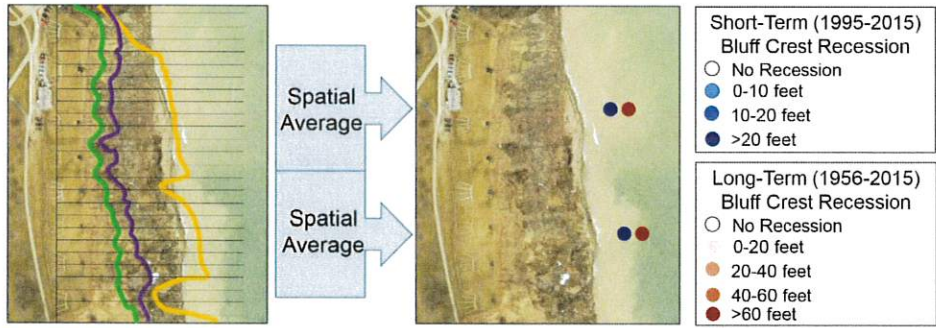 Spatial
Average
Spatial
Average
Short-Term (1995-2015)
Bluff Crest Recession
No Recession
0-10 feet
10-20 feet
>20 feet
Long-Term (1956-2015)
Bluff Crest Recession
No Recession
0-20 feet
20-40 feet
40-60 feet
>60 feet